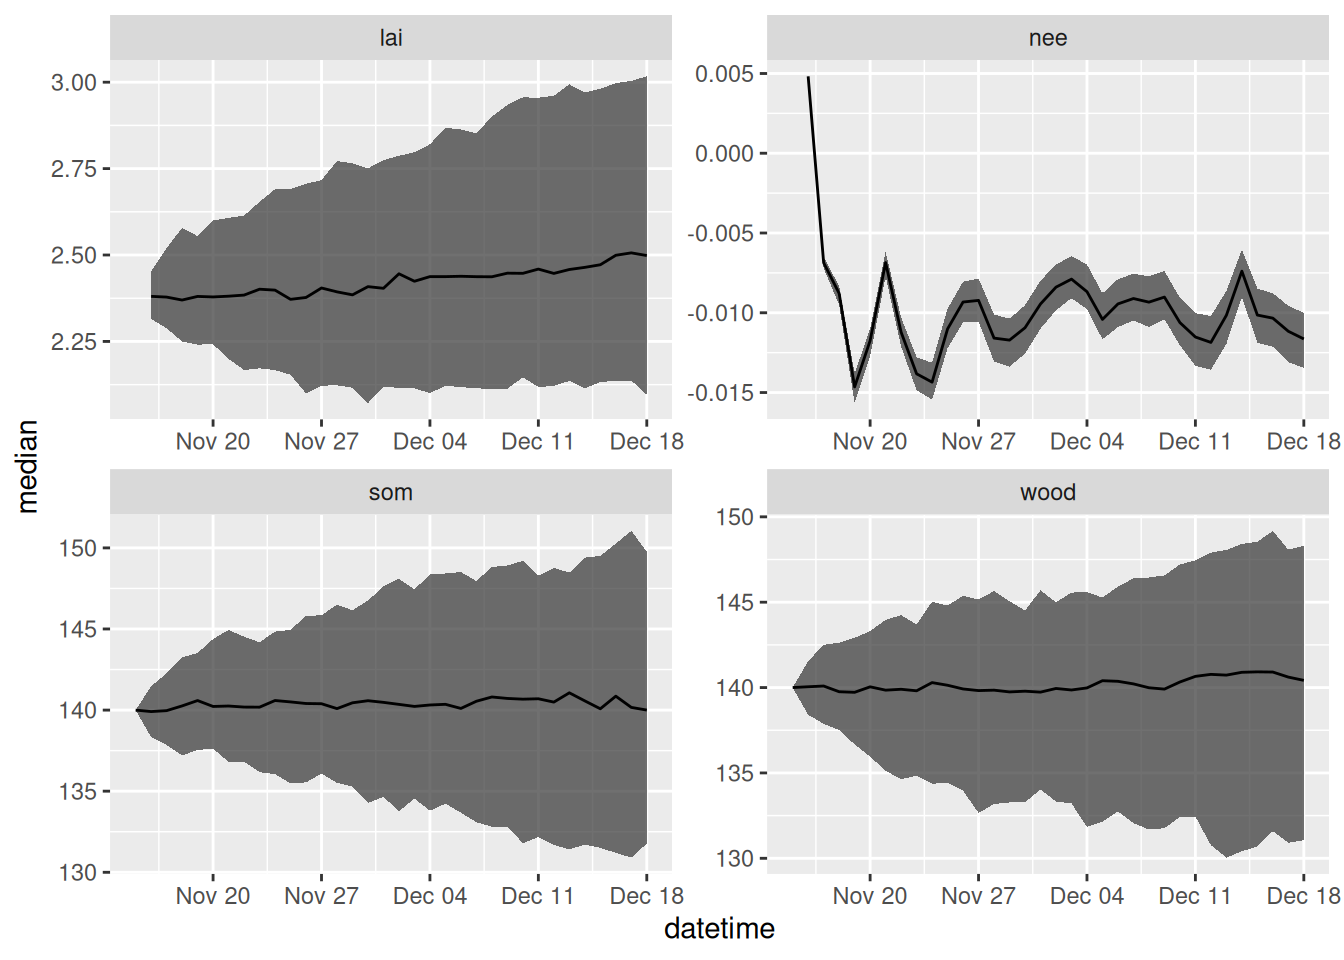 lai
3.00
2.75
2.50
2.25
Nov 20 Nov 27 Dec 04 Dec 11 Dec 18
nee
0.005
0.000
-0.005
-0.010
-0.015
Nov 20 Nov 27 Dec 04 Dec 11 Dec 18
median
som
150
145
140
135
130
Nov 20 Nov 27 Dec 04 Dec 11 Dec 18
wood
150
145
140
135
130
Nov 20 Nov 27 Dec 04 Dec 11 Dec 18
datetime